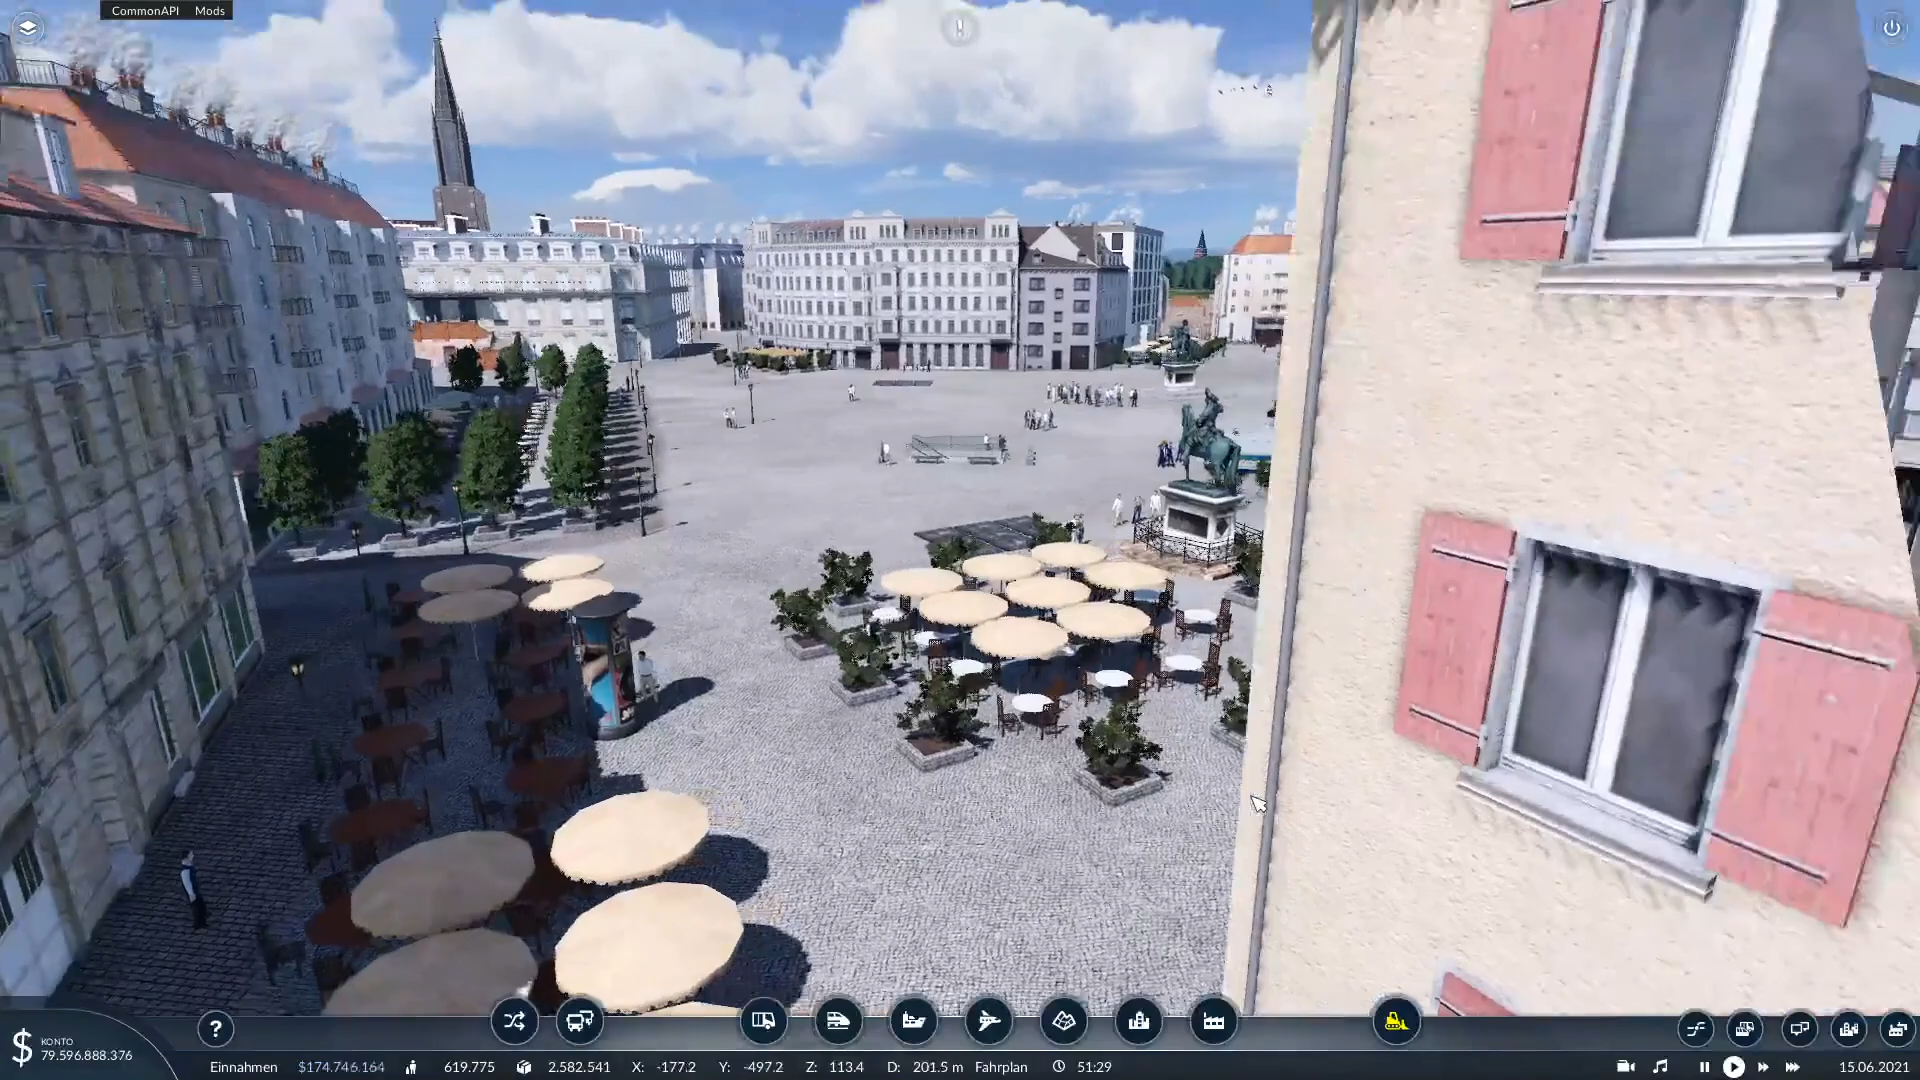 CommonAPI Mods
KONTO
79.596.888.376
?
Einnahmen $174.746.164 619.775 2.582.541 X: -177.2 Y: -497.2 Z: 113.4 D: 201.5 m Fahrplan 51:29
15.06.2021